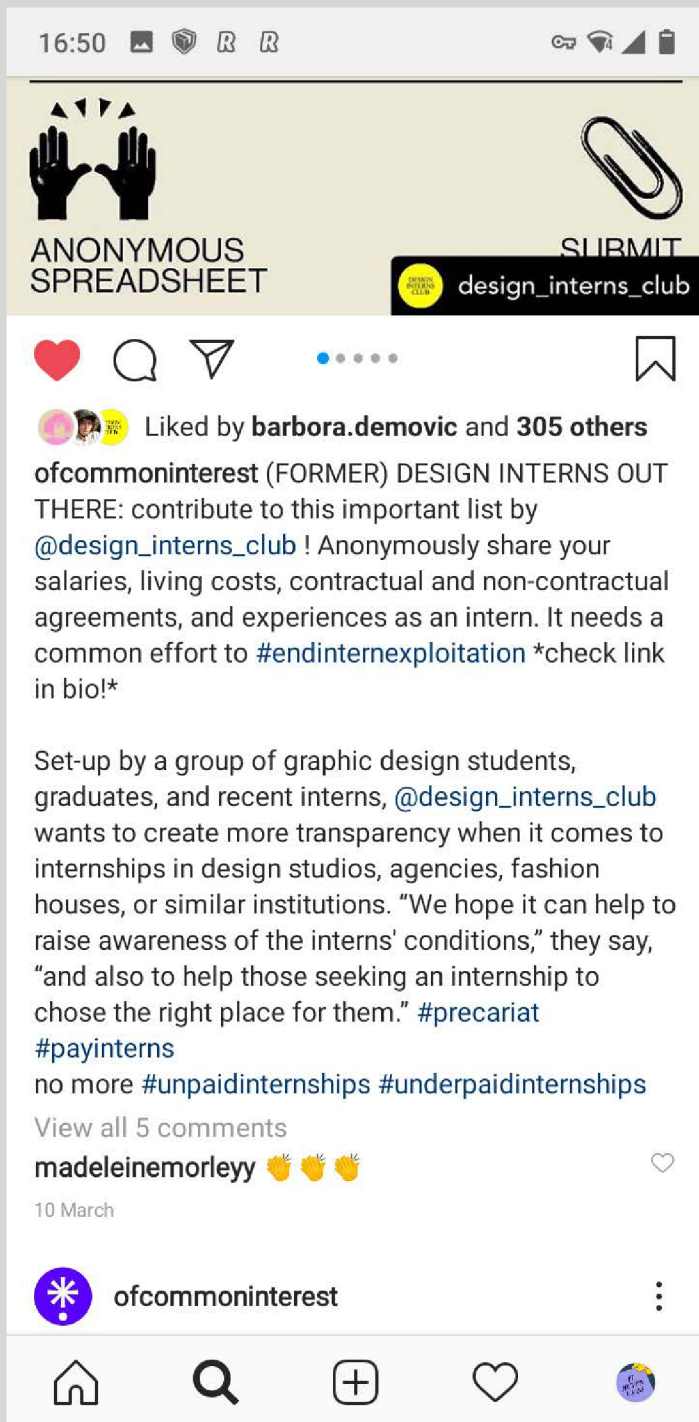 16:50
ANONYMOUS
SPREADSHEET
SUBMIT
DESIGN
INTERNS
CLUB
design_interns_club
Liked by barbora.demovic and 305 others
ofcommoninterest (FORMER) DESIGN INTERNS OUT
THERE: contribute to this important list by
@design_interns_club ! Anonymously share your
salaries, living costs, contractual and non-contractual
agreements, and experiences as an intern. It needs a
common effort to #endinternexploitation *check link
in bio!*
Set-up by a group of graphic design students,
graduates, and recent interns, @design_interns_club
wants to create more transparency when it comes to
internships in design studios, agencies, fashion
houses, or similar institutions. “We hope it can help to
raise awareness of the interns' conditions,” they say,
“and also to help those seeking an internship to
chose the right place for them.” #precariat
#payinterns
no more #unpaidinternships #underpaidinternships
View all 5 comments
madeleinemorleyy 👏 👏 👏
10 March
ofcommoninterest